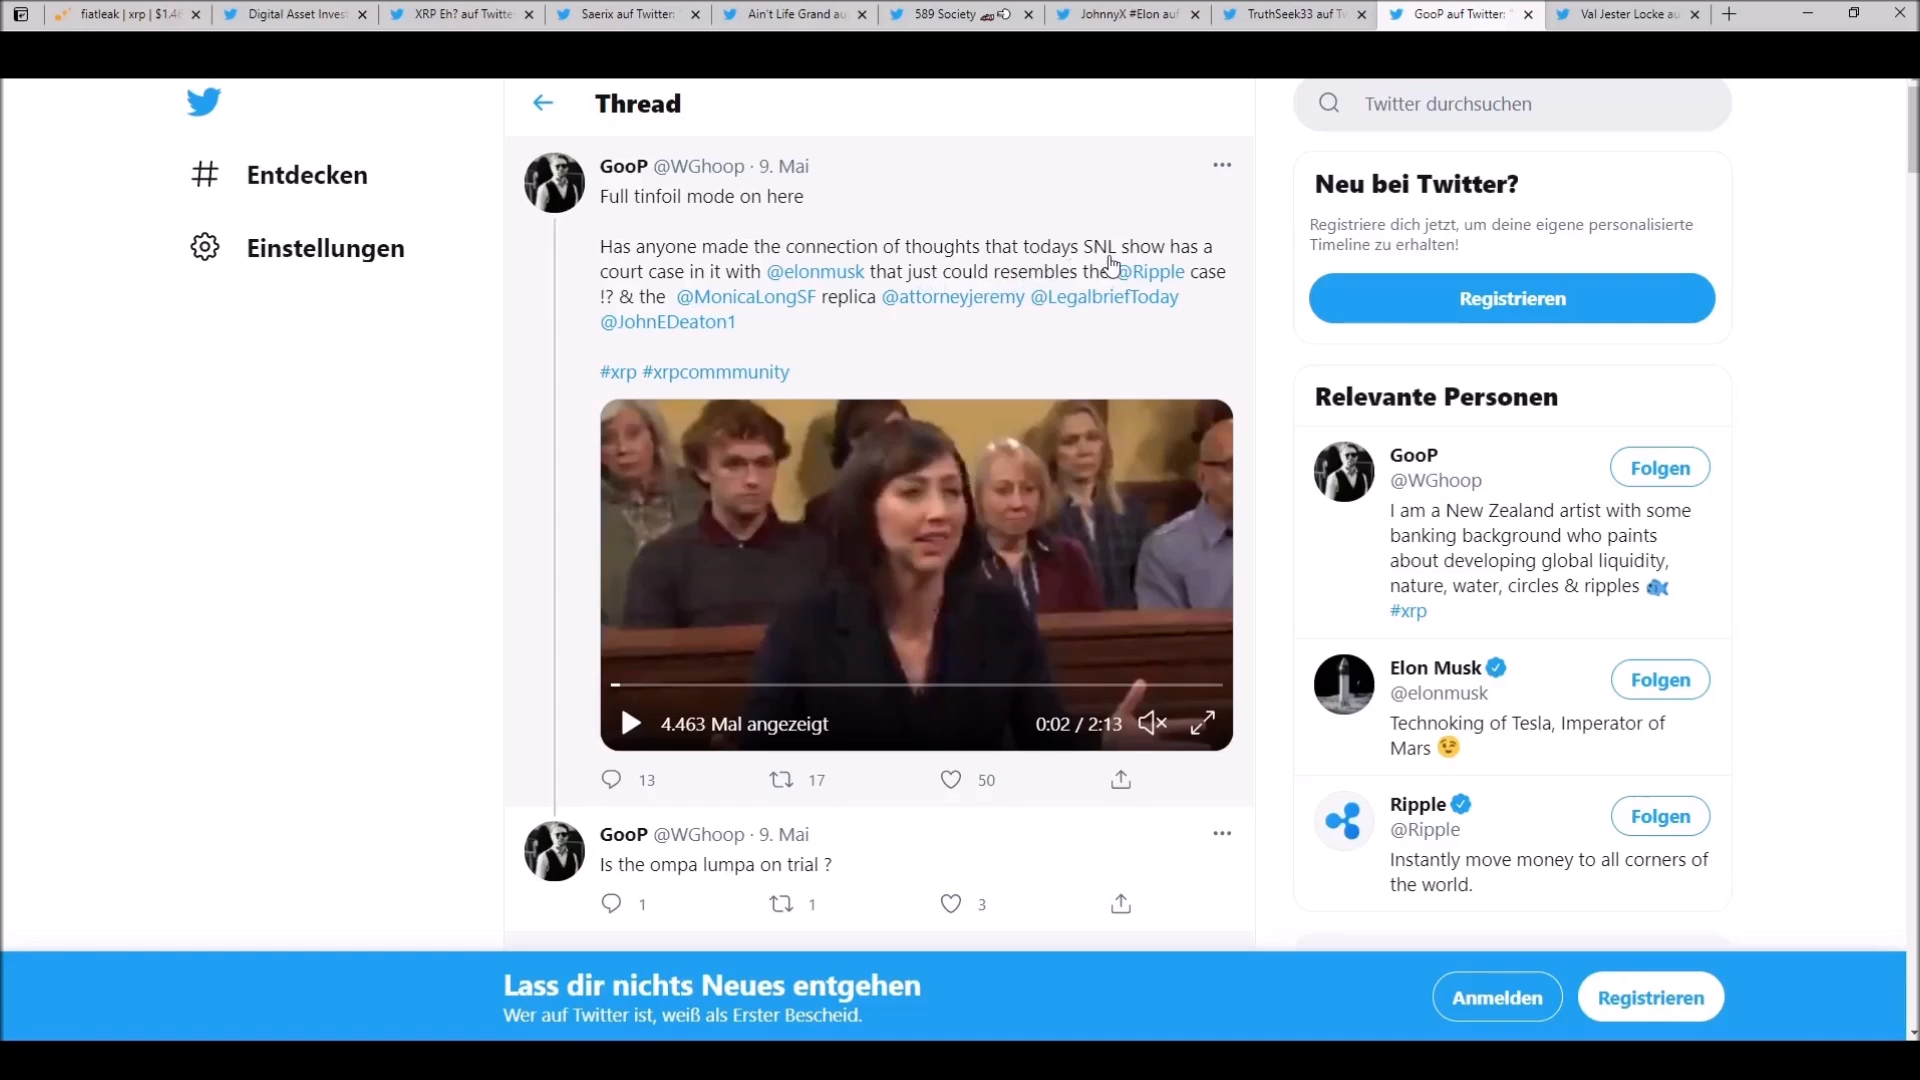 fiatleak | xrp | $1.4
Digital Asset Invest
XRP Eh? auf Twitte
Saerix auf Twitter:
Ain't Life Grand au
589 Society
JohnnyX #Elon auf
TruthSeek33 auf Tw
GooP auf Twitter:
Val Jester Locke au
Thread
Twitter durchsuchen
Entdecken
Einstellungen
GooP @WGhoop · 9. Mai
Full tinfoil mode on here
Has anyone made the connection of thoughts that todays SNL show has a
court case in it with @elonmusk that just could resembles the @Ripple case
!? & the @MonicaLongSF replica @attorneyjeremy @LegalbriefToday
@JohnEDeaton1
#xrp #xrpcommmunity
4.463 Mal angezeigt
0:02 / 2:13
13
17
50
GooP @WGhoop · 9. Mai
Is the ompa lumpa on trial ?
1
1
3
Neu bei Twitter?
Registriere dich jetzt, um deine eigene personalisierte
Timeline zu erhalten!
Registrieren
Relevante Personen
GooP
@WGhoop
Folgen
I am a New Zealand artist with some
banking background who paints
about developing global liquidity,
nature, water, circles & ripples
#xrp
Elon Musk
@elonmusk
Folgen
Technoking of Tesla, Imperator of
Mars
Ripple
@Ripple
Folgen
Instantly move money to all corners of
the world.
Lass dir nichts Neues entgehen
Wer auf Twitter ist, weiß als Erster Bescheid.
Anmelden
Registrieren